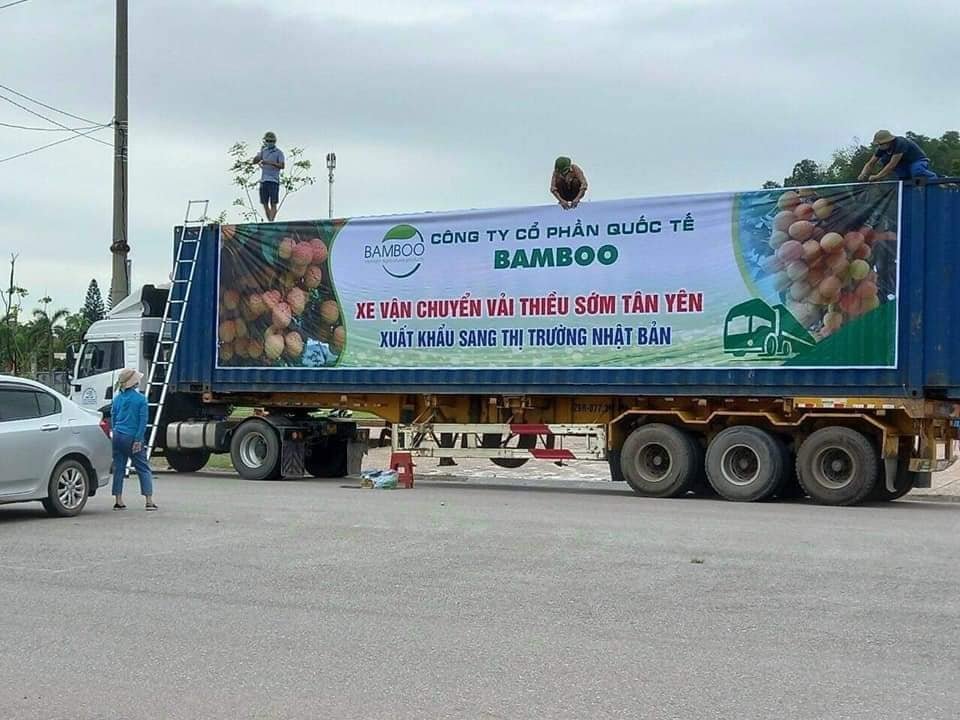 BAMBOO
CÔNG TY CỔ PHẦN QUỐC TẾ
BAMBOO
XE VẬN CHUYỂN VẢI THIỀU SỚM TÂN YÊN
XUẤT KHẨU SANG THỊ TRƯỜNG NHẬT BẢN